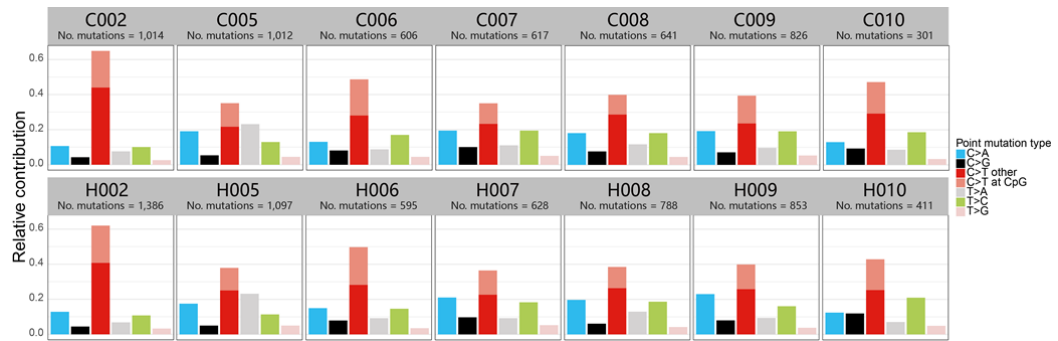 C002 C005 C006 C007 C008 C009 C010
No. mutations = 1,014 No. mutations = 1,012 No. mutations = 606 No. mutations = 617 No. mutations = 641 No. mutations = 826 No. mutations = 301
0.6
0.4
0.2
0.0
Relative contribution
H002 H005 H006 H007 H008 H009 H010
No. mutations = 1,386 No. mutations = 1,097 No. mutations = 595 No. mutations = 628 No. mutations = 788 No. mutations = 853 No. mutations = 411
0.6
0.4
0.2
0.0
Point mutation type
C>A
C>G
C>T other
C>T at CpG
T>A
T>C
T>G